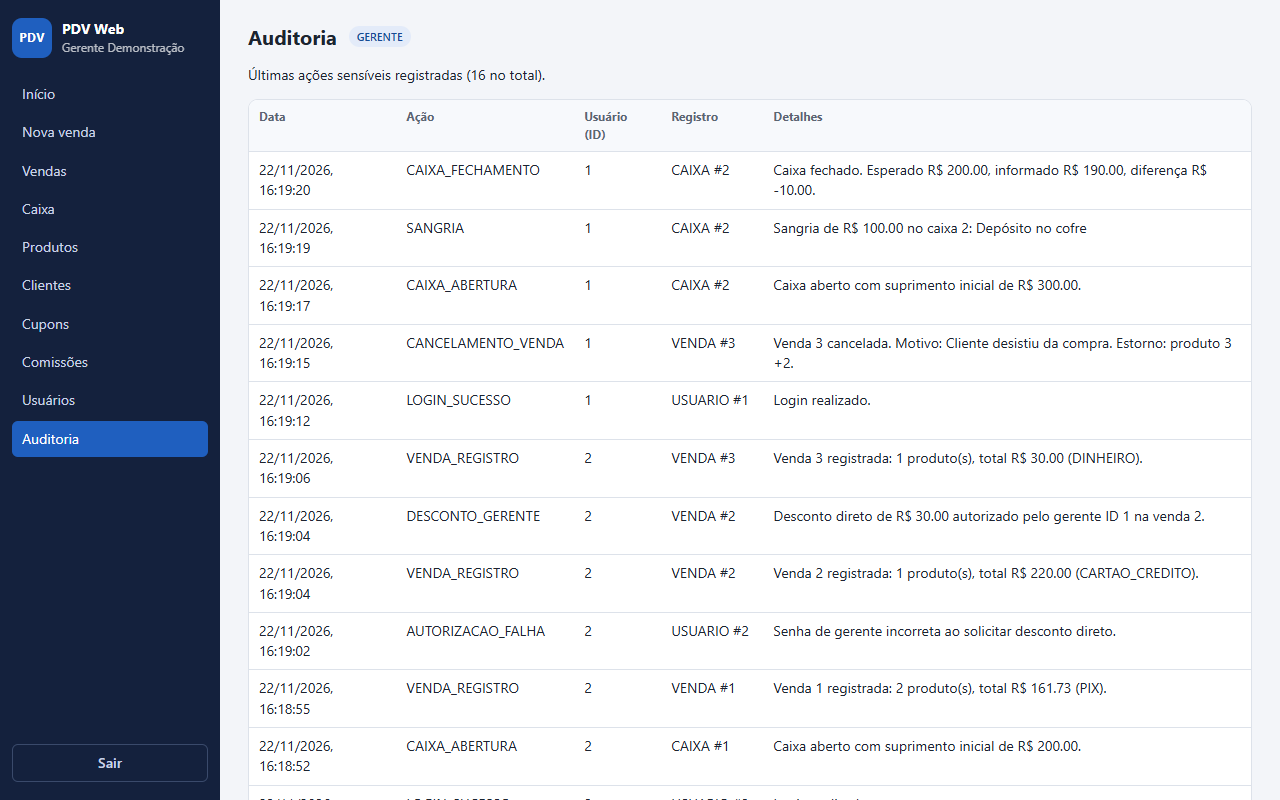 PDV
PDV Web
Gerente Demonstração
Início
Nova venda
Vendas
Caixa
Produtos
Clientes
Cupons
Comissões
Usuários
Auditoria
Sair
Auditoria GERENTE
Últimas ações sensíveis registradas (16 no total).
Data Ação Usuário (ID) Registro Detalhes
22/11/2026, 16:19:20 CAIXA_FECHAMENTO 1 CAIXA #2 Caixa fechado. Esperado R$ 200.00, informado R$ 190.00, diferença R$ -10.00.
22/11/2026, 16:19:19 SANGRIA 1 CAIXA #2 Sangria de R$ 100.00 no caixa 2: Depósito no cofre
22/11/2026, 16:19:17 CAIXA_ABERTURA 1 CAIXA #2 Caixa aberto com suprimento inicial de R$ 300.00.
22/11/2026, 16:19:15 CANCELAMENTO_VENDA 1 VENDA #3 Venda 3 cancelada. Motivo: Cliente desistiu da compra. Estorno: produto 3 +2.
22/11/2026, 16:19:12 LOGIN_SUCESSO 1 USUARIO #1 Login realizado.
22/11/2026, 16:19:06 VENDA_REGISTRO 2 VENDA #3 Venda 3 registrada: 1 produto(s), total R$ 30.00 (DINHEIRO).
22/11/2026, 16:19:04 DESCONTO_GERENTE 2 VENDA #2 Desconto direto de R$ 30.00 autorizado pelo gerente ID 1 na venda 2.
22/11/2026, 16:19:04 VENDA_REGISTRO 2 VENDA #2 Venda 2 registrada: 1 produto(s), total R$ 220.00 (CARTAO_CREDITO).
22/11/2026, 16:19:02 AUTORIZACAO_FALHA 2 USUARIO #2 Senha de gerente incorreta ao solicitar desconto direto.
22/11/2026, 16:18:55 VENDA_REGISTRO 2 VENDA #1 Venda 1 registrada: 2 produto(s), total R$ 161.73 (PIX).
22/11/2026, 16:18:52 CAIXA_ABERTURA 2 CAIXA #1 Caixa aberto com suprimento inicial de R$ 200.00.